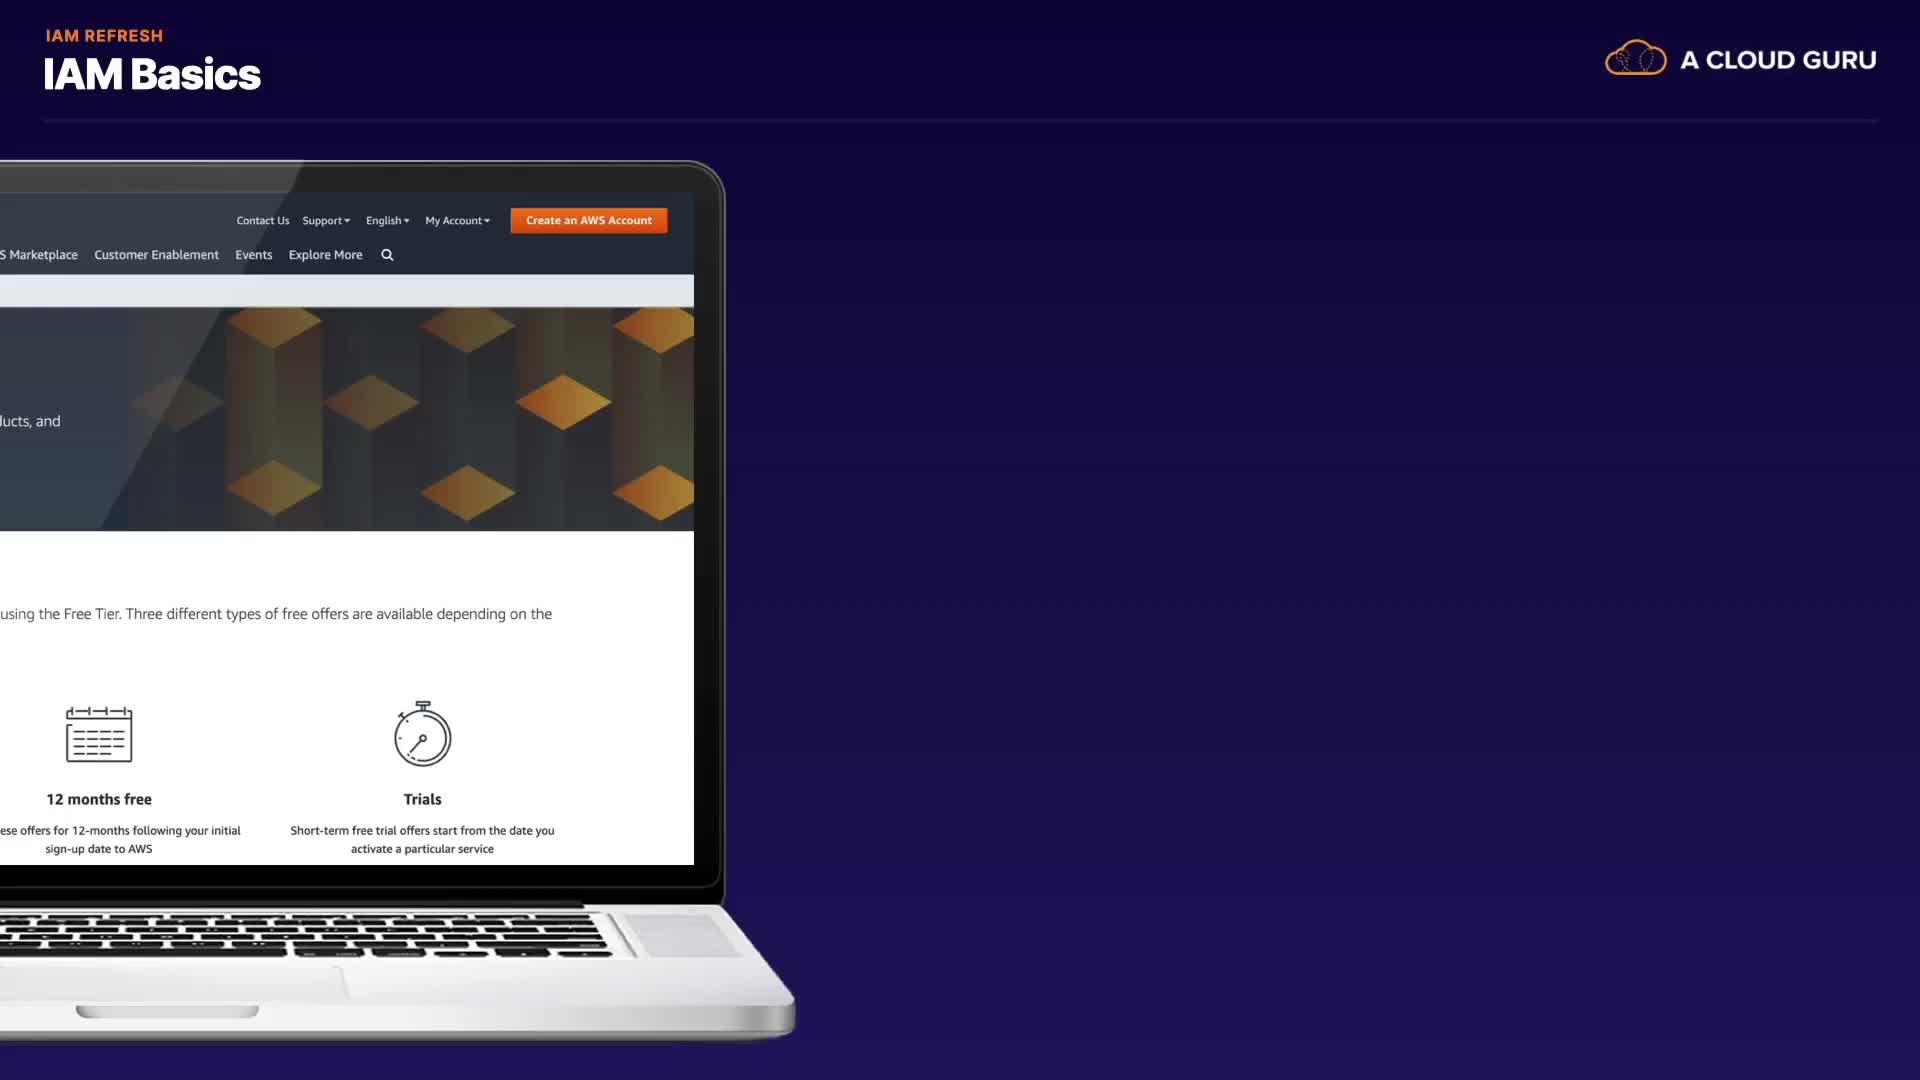 IAM REFRESH
IAM Basics
A CLOUD GURU
Contact Us Support English My Account Create an AWS Account
S Marketplace Customer Enablement Events Explore More
ucts, and
using the Free Tier. Three different types of free offers are available depending on the
12 months free
ese offers for 12-months following your initial
sign-up date to AWS
Trials
Short-term free trial offers start from the date you
activate a particular service